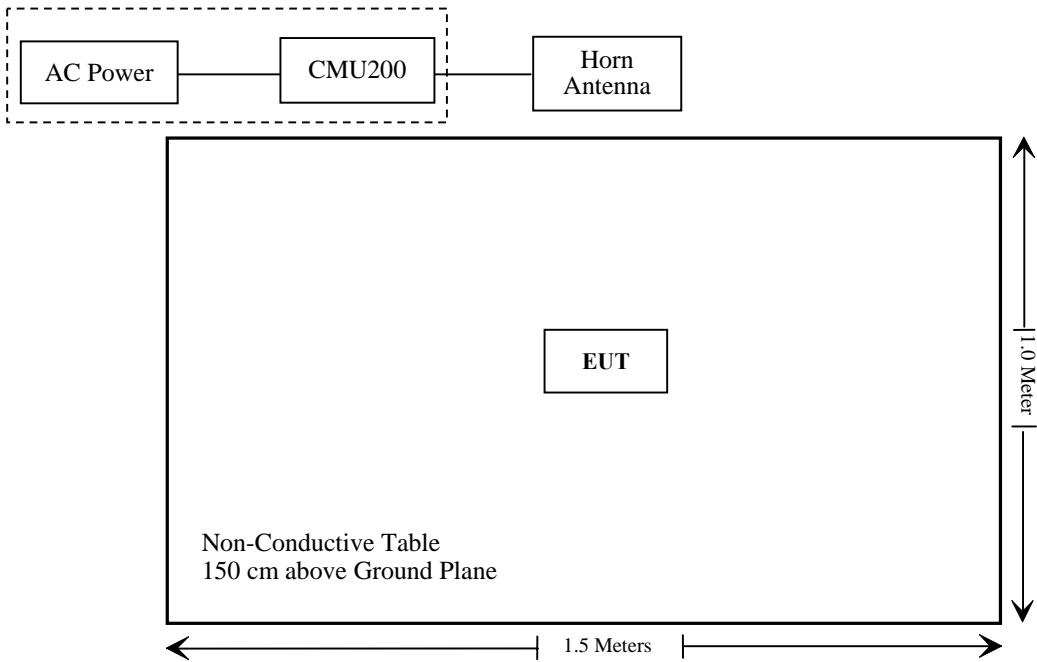 AC Power
CMU200
Horn
Antenna
EUT
1.0 Meter
Non-Conductive Table
150 cm above Ground Plane
1.5 Meters